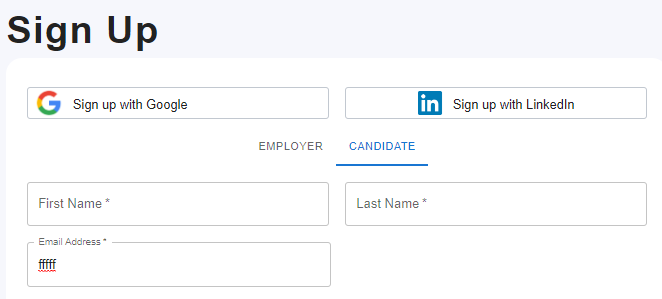 Sign Up
Sign up with Google
in Sign up with LinkedIn
EMPLOYER CANDIDATE
First Name * Last Name *
Email Address *
fffff